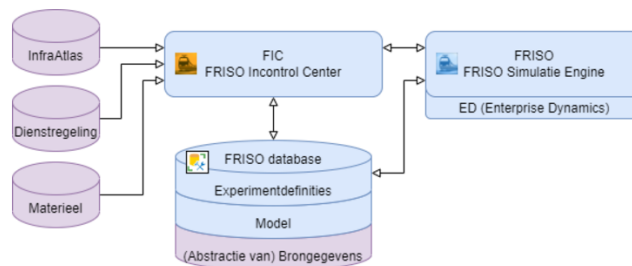 InfraAtlas
Dienstregeling
Materieel
FIC
FRISO Incontrol Center
FRISO
FRISO Simulatie Engine
ED (Enterprise Dynamics)
FRISO database
Experimentdefinities
Model
(Abstractie van) Brongegevens